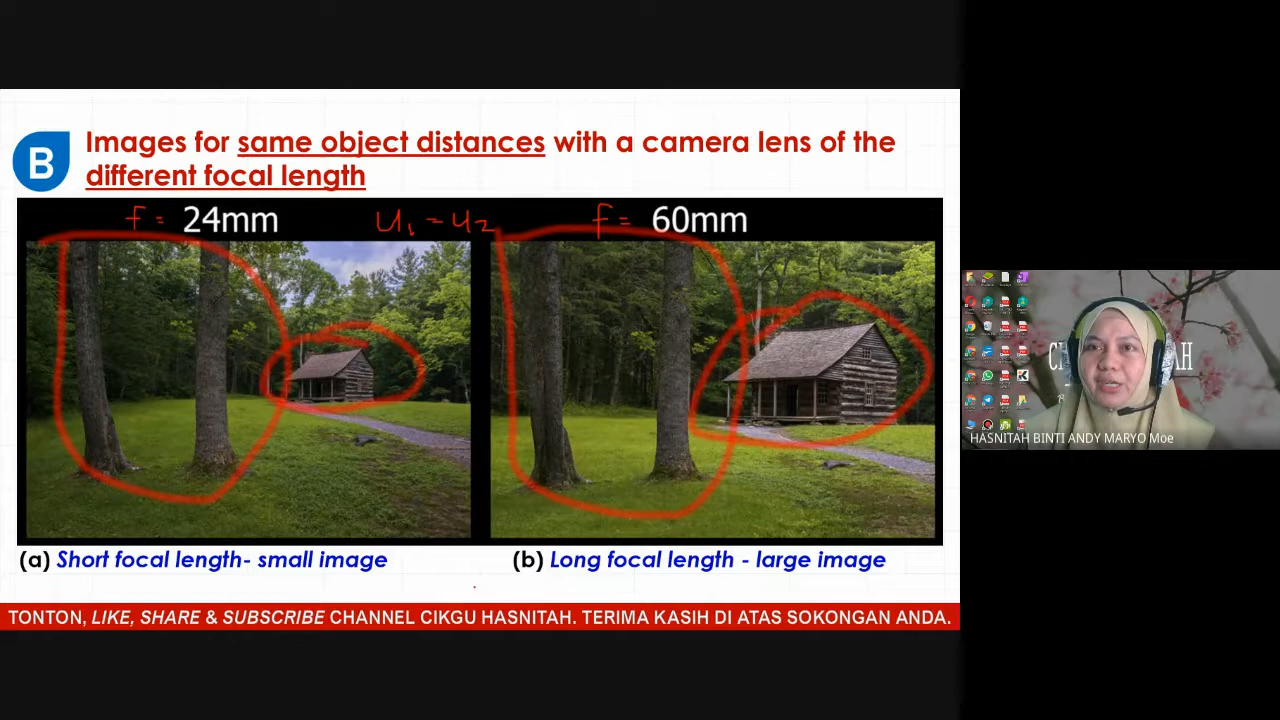 B
Images for same object distances with a camera lens of the
different focal length
f = 24mm
u₁ = u₂
f = 60mm
(a) Short focal length- small image
(b) Long focal length - large image
TONTON, LIKE, SHARE & SUBSCRIBE CHANNEL CIKGU HASNITAH. TERIMA KASIH DI ATAS SOKONGAN ANDA.
HASNITAH BINTI ANDY MARYO Moe